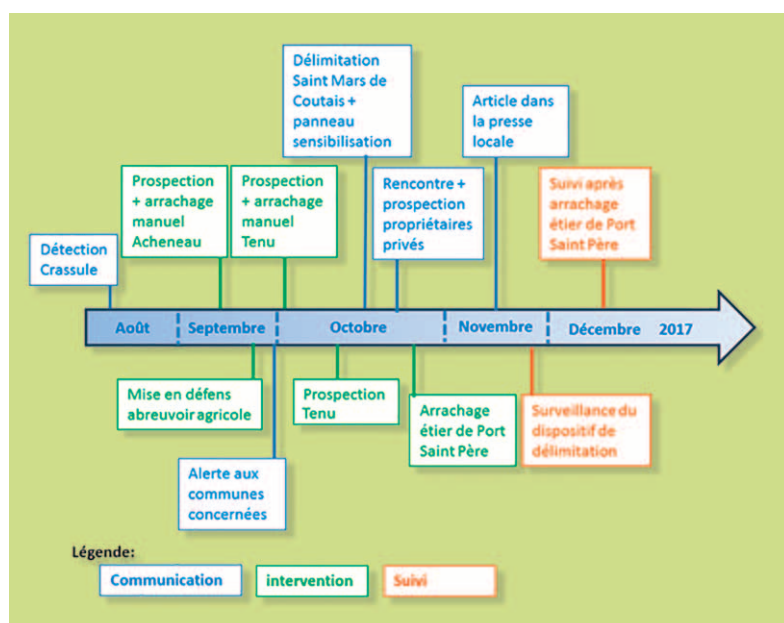 Délimitation
Saint Mars de
Coutais +
panneau
sensibilisation
Article dans
la presse
locale
Prospection
+ arrachage
manuel
Acheneau
Prospection
+ arrachage
manuel
Tenu
Rencontre +
prospection
propriétaires
privés
Suivi après
arrachage
étier de Port
Saint Père
Détection
Crassule
Août Septembre Octobre Novembre Décembre 2017
Mise en défens
abreuvoir agricole
Prospection
Tenu
Arrachage
étier de Port
Saint Père
Surveillance du
dispositif de
délimitation
Alerte aux
communes
concernées
Légende:
Communication
intervention
Suivi